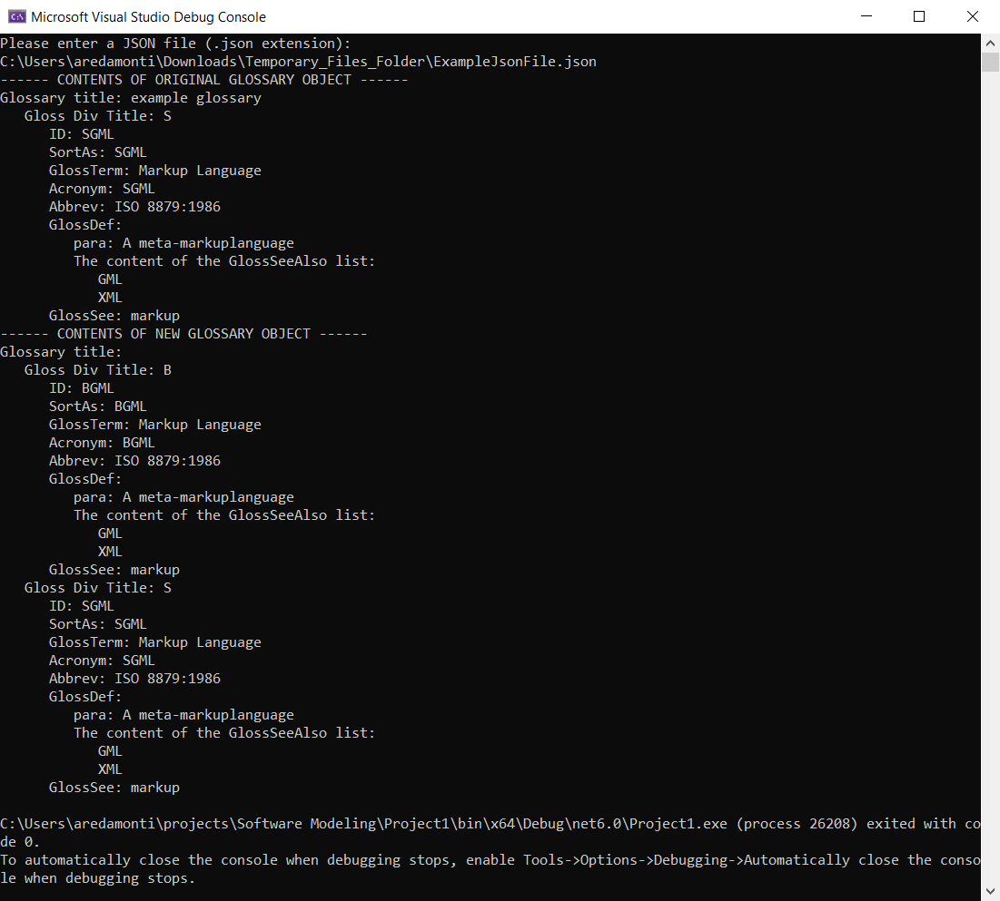 Microsoft Visual Studio Debug Console
Please enter a JSON file (.json extension):
C:\Users\aredamonti\Downloads\Temporary_Files_Folder\ExampleJsonFile.json
------ CONTENTS OF ORIGINAL GLOSSARY OBJECT ------
Glossary title: example glossary
   Gloss Div Title: S
      ID: SGML
      SortAs: SGML
      GlossTerm: Markup Language
      Acronym: SGML
      Abbrev: ISO 8879:1986
      GlossDef:
         para: A meta-markuplanguage
         The content of the GlossSeeAlso list:
            GML
            XML
      GlossSee: markup
------ CONTENTS OF NEW GLOSSARY OBJECT ------
Glossary title:
   Gloss Div Title: B
      ID: BGML
      SortAs: BGML
      GlossTerm: Markup Language
      Acronym: BGML
      Abbrev: ISO 8879:1986
      GlossDef:
         para: A meta-markuplanguage
         The content of the GlossSeeAlso list:
            GML
            XML
      GlossSee: markup
   Gloss Div Title: S
      ID: SGML
      SortAs: SGML
      GlossTerm: Markup Language
      Acronym: SGML
      Abbrev: ISO 8879:1986
      GlossDef:
         para: A meta-markuplanguage
         The content of the GlossSeeAlso list:
            GML
            XML
      GlossSee: markup

C:\Users\aredamonti\projects\Software Modeling\Project1\bin\x64\Debug\net6.0\Project1.exe (process 26208) exited with co
de 0.
To automatically close the console when debugging stops, enable Tools->Options->Debugging->Automatically close the conso
le when debugging stops.